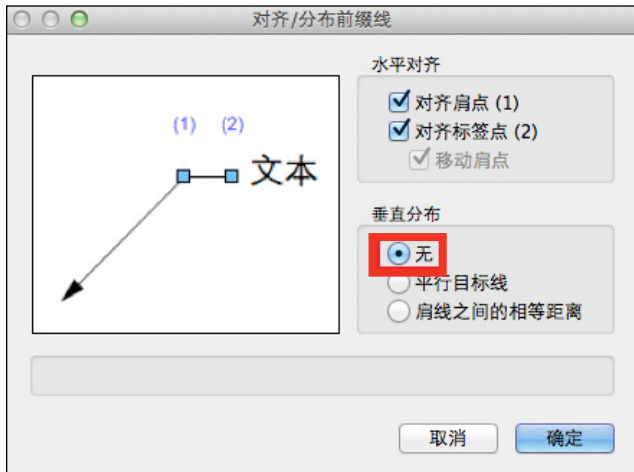 对齐/分布前缀线
(1) (2)
文本
水平对齐
对齐肩点 (1)
对齐标签点 (2)
移动肩点
垂直分布
无
平行目标线
肩线之间的相等距离
取消
确定